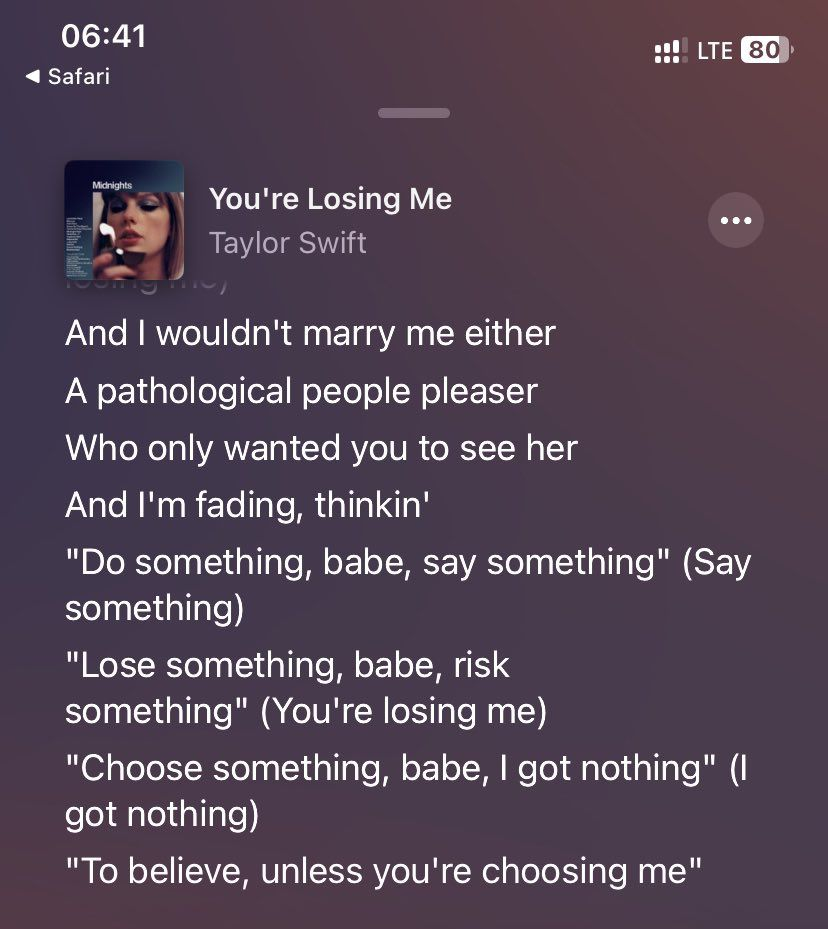 06:41
LTE 80
◀ Safari
Midnights
You're Losing Me
Taylor Swift
losing me)
And I wouldn't marry me either
A pathological people pleaser
Who only wanted you to see her
And I'm fading, thinkin'
"Do something, babe, say something" (Say
something)
"Lose something, babe, risk
something" (You're losing me)
"Choose something, babe, I got nothing" (I
got nothing)
"To believe, unless you're choosing me"